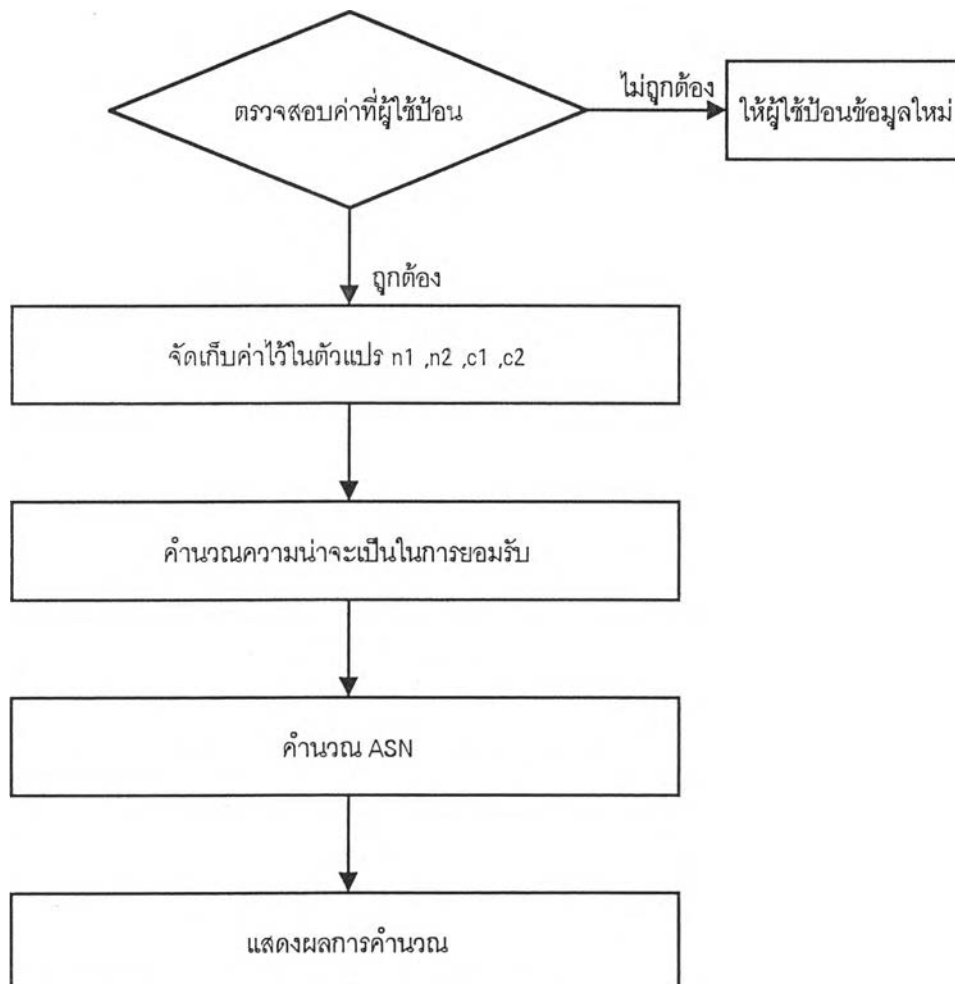 ตรวจสอบค่าที่ผู้ใช้ป้อน
ไม่ถูกต้อง
ให้ผู้ใช้ป้อนข้อมูลใหม่
ถูกต้อง
จัดเก็บค่าไว้ในตัวแปร n1 ,n2 ,c1 ,c2
คำนวณความน่าจะเป็นในการยอมรับ
คำนวณ ASN
แสดงผลการคำนวณ